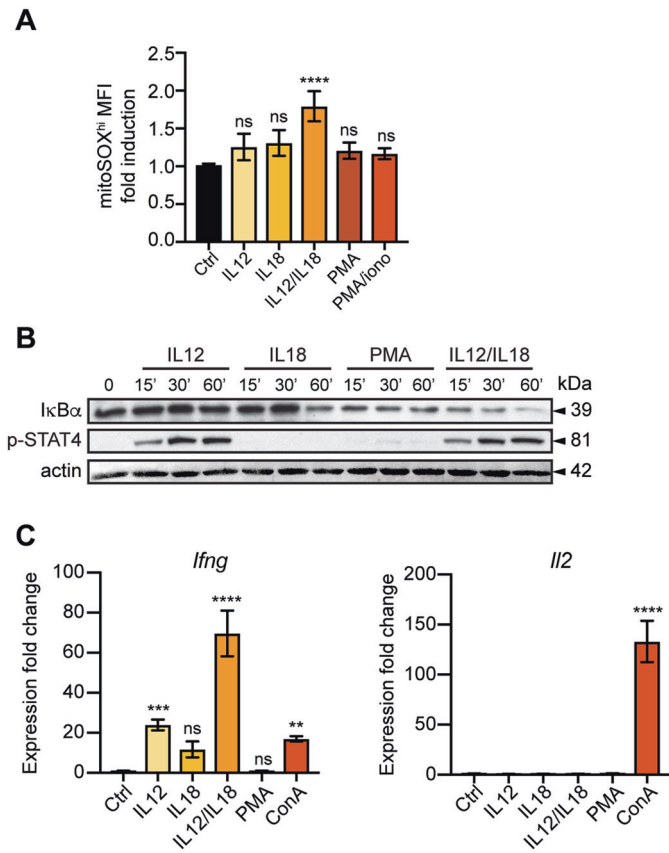 A
mitoSOXhi MFI
fold induction
2.5
2.0
1.5
1.0
0.5
0.0
ns
ns
****
ns
ns
Ctrl
IL12
IL18
IL12/IL18
PMA
PMA/iono
B
IL12 IL18 PMA IL12/IL18
0 15' 30' 60' 15' 30' 60' 15' 30' 60' 15' 30' 60' kDa
IκBα 39
p-STAT4 81
actin 42
C
Ifng
Expression fold change
100
80
60
40
20
0
***
ns
****
ns
**
Ctrl
IL12
IL18
IL12/IL18
PMA
ConA
Il2
Expression fold change
200
150
100
50
0
****
Ctrl
IL12
IL18
IL12/IL18
PMA
ConA